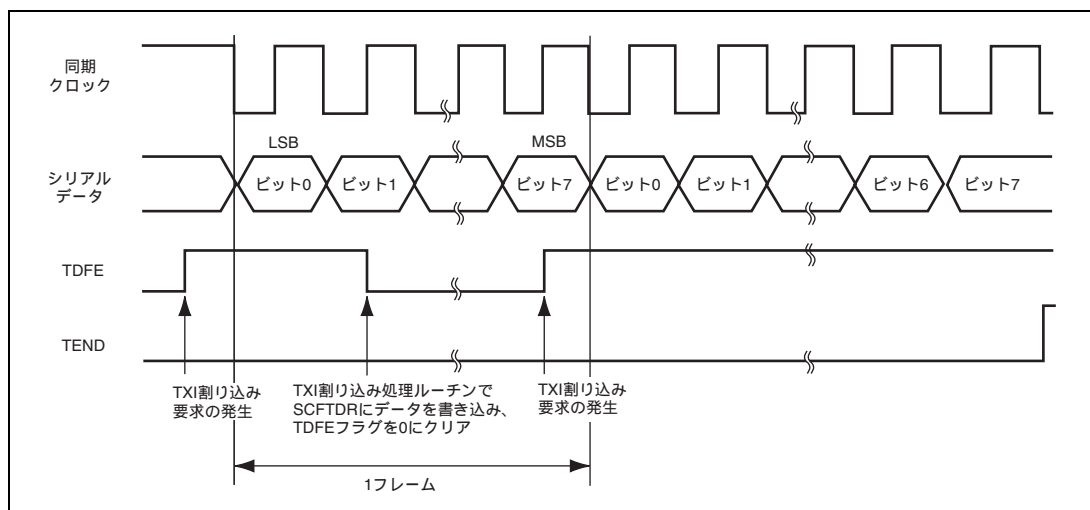 同期
クロック
LSB
MSB
シリアル
データ
ビット0
ビット1
ビット7
ビット0
ビット1
ビット6
ビット7
TDFE
TEND
TXI割り込み
要求の発生
TXI割り込み処理ルーチンで
SCFTDRにデータを書き込み、
TDFEフラグを0にクリア
TXI割り込み
要求の発生
1フレーム